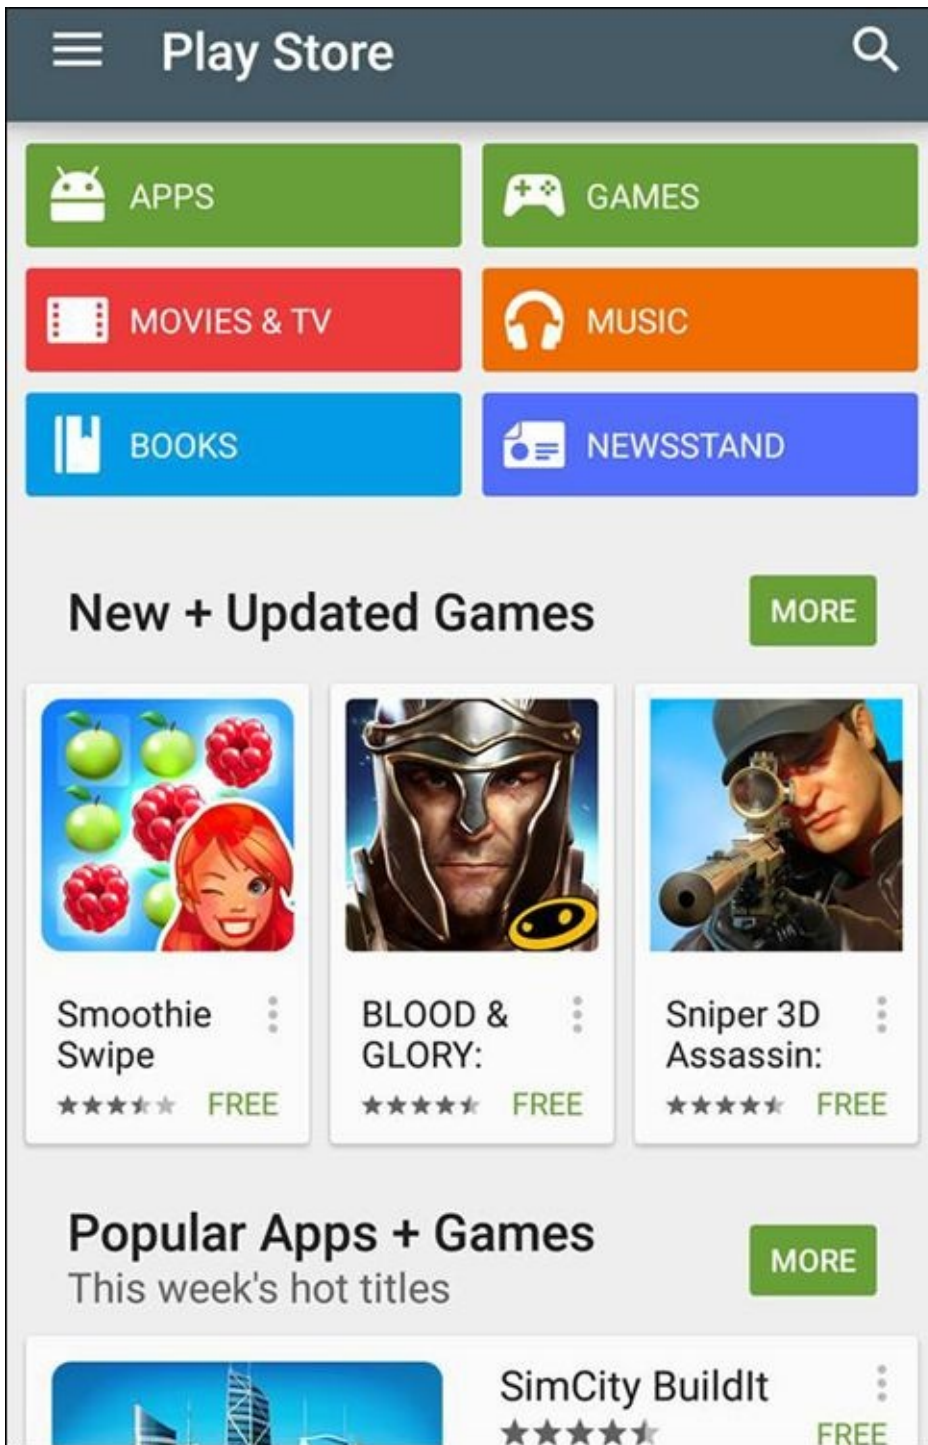 Play Store
APPS
GAMES
MOVIES & TV
MUSIC
BOOKS
NEWSSTAND
New + Updated Games
MORE
Smoothie
Swipe
FREE
BLOOD &
GLORY:
FREE
Sniper 3D
Assassin:
FREE
Popular Apps + Games
This week's hot titles
MORE
SimCity BuildIt
FREE